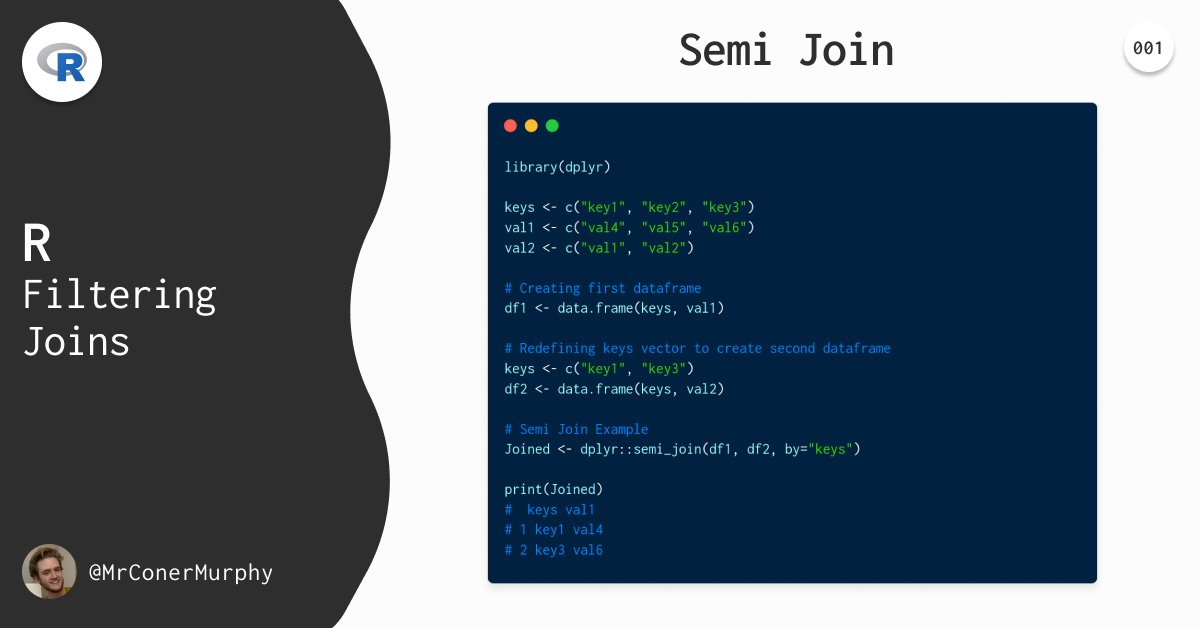 R
R
Filtering
Joins
@MrConerMurphy
Semi Join
001
library(dplyr)
keys <- c("key1", "key2", "key3")
val1 <- c("val4", "val5", "val6")
val2 <- c("val1", "val2")
# Creating first dataframe
df1 <- data.frame(keys, val1)
# Redefining keys vector to create second dataframe
keys <- c("key1", "key3")
df2 <- data.frame(keys, val2)
# Semi Join Example
Joined <- dplyr::semi_join(df1, df2, by="keys")
print(Joined)
#  keys val1
# 1 key1 val4
# 2 key3 val6